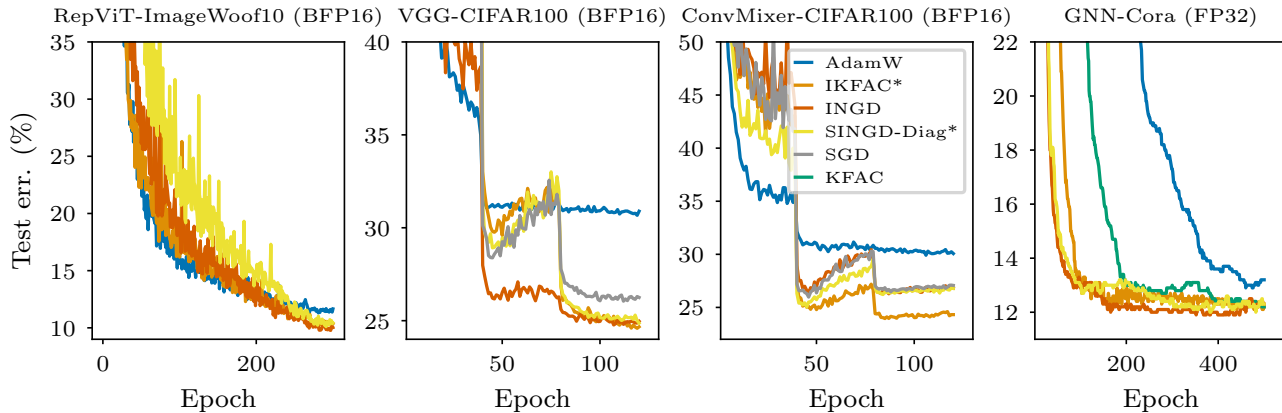 RepViT-ImageWoof10 (BFP16)
VGG-CIFAR100 (BFP16)
ConvMixer-CIFAR100 (BFP16)
GNN-Cora (FP32)
Test err. (%)
35
30
25
20
15
10
0
200
Epoch
40
35
30
25
50
100
Epoch
50
45
40
35
30
25
50
100
Epoch
AdamW
IKFAC*
INGD
SINGD-Diag*
SGD
KFAC
22
20
18
16
14
12
200
400
Epoch